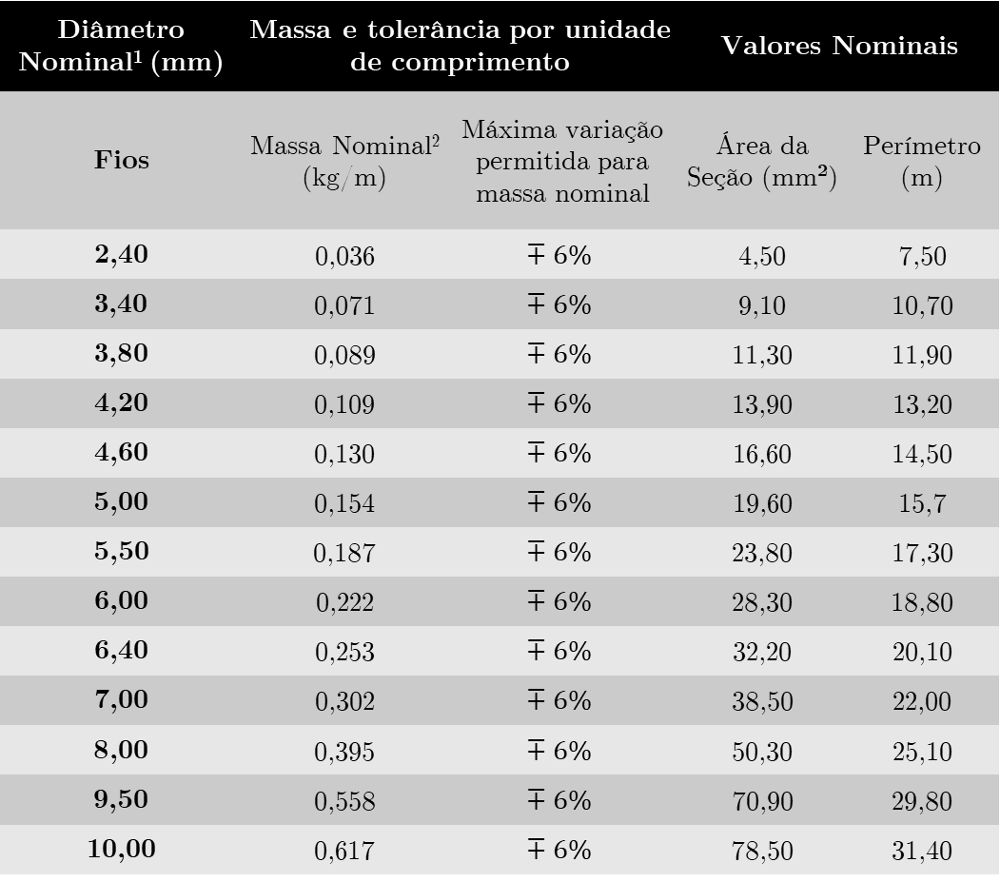 Diâmetro Nominal¹ (mm) Massa e tolerância por unidade de comprimento Valores Nominais
Fios Massa Nominal² (kg/m) Máxima variação permitida para massa nominal Área da Seção (mm²) Perímetro (m)
2,40 0,036 ∓ 6% 4,50 7,50
3,40 0,071 ∓ 6% 9,10 10,70
3,80 0,089 ∓ 6% 11,30 11,90
4,20 0,109 ∓ 6% 13,90 13,20
4,60 0,130 ∓ 6% 16,60 14,50
5,00 0,154 ∓ 6% 19,60 15,7
5,50 0,187 ∓ 6% 23,80 17,30
6,00 0,222 ∓ 6% 28,30 18,80
6,40 0,253 ∓ 6% 32,20 20,10
7,00 0,302 ∓ 6% 38,50 22,00
8,00 0,395 ∓ 6% 50,30 25,10
9,50 0,558 ∓ 6% 70,90 29,80
10,00 0,617 ∓ 6% 78,50 31,40